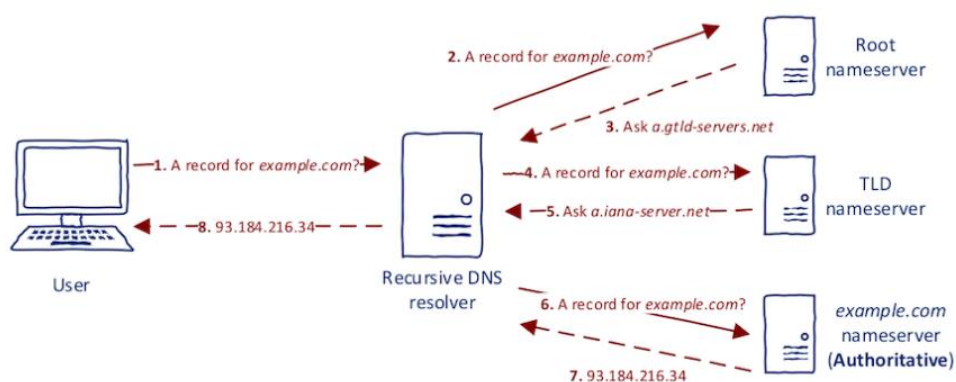 2. A record for example.com?
Root
nameserver
3. Ask a.gtld-servers.net
1. A record for example.com?
4. A record for example.com?
TLD
nameserver
5. Ask a.iana-server.net
8. 93.184.216.34
User
Recursive DNS
resolver
6. A record for example.com?
example.com
nameserver
(Authoritative)
7. 93.184.216.34